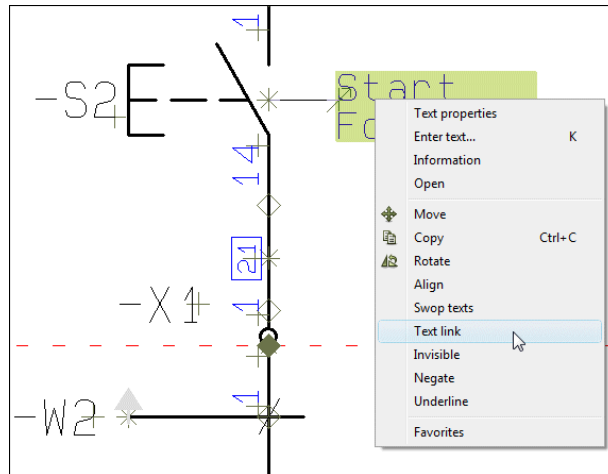 1
Start
-S2
Fo
14
21
-X1
1
-W2
1
Text properties
Enter text... K
Information
Open
Move
Copy Ctrl+C
Rotate
Align
Swop texts
Text link
Invisible
Negate
Underline
Favorites